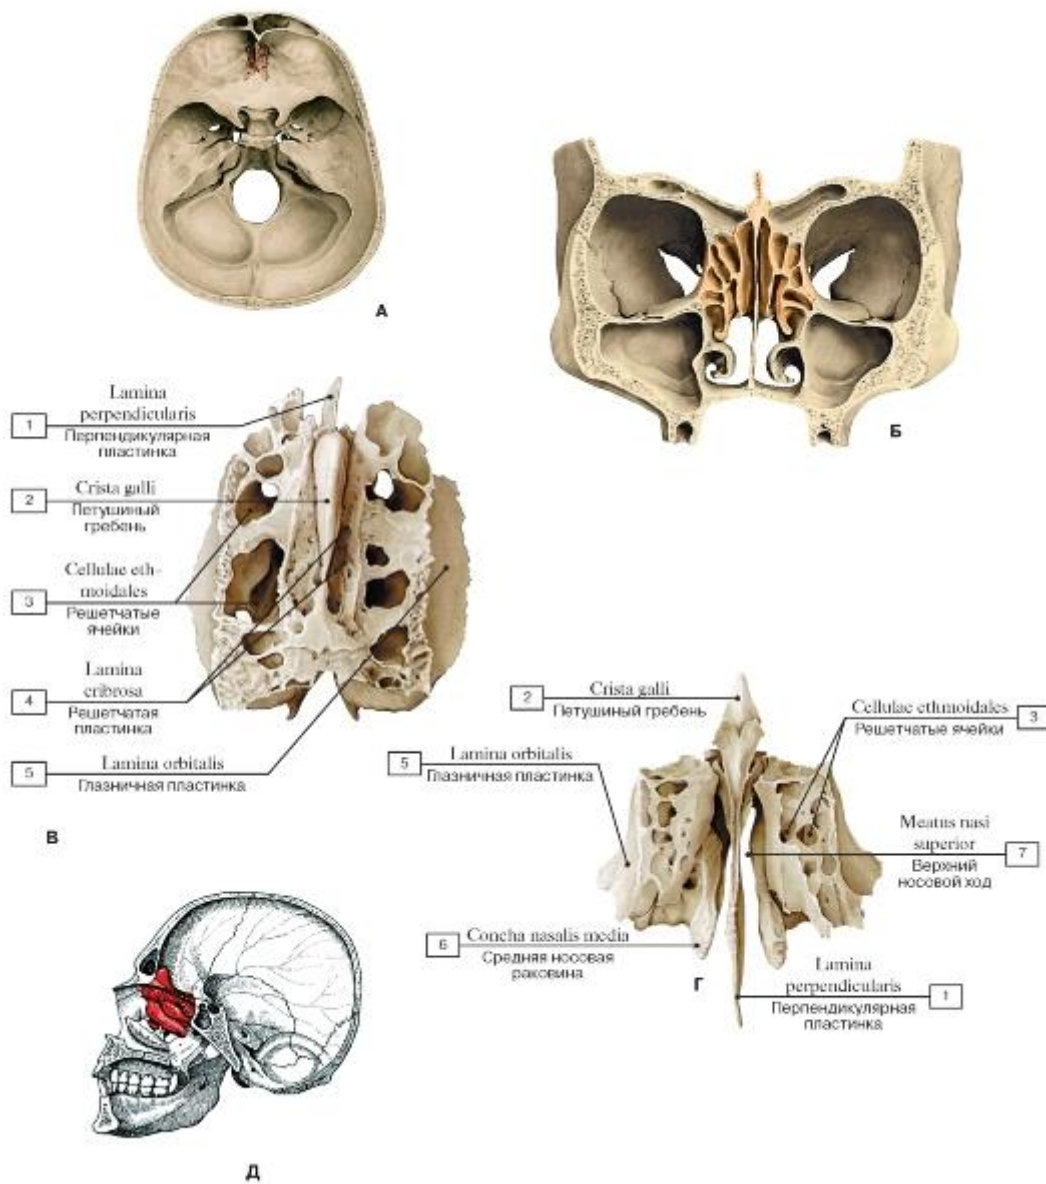 А
Б
Lamina
perpendicularis
Перпендикулярная
пластинка
1
Crista galli
Петушиный
гребень
2
Cellulae eth-
moidales
Решетчатые
ячейки
3
Lamina
cribrosa
Решетчатая
пластинка
4
Lamina orbitalis
Глазничная пластинка
5
В
2
Crista galli
Петушиный гребень
Cellulae ethmoidales
Решетчатые ячейки
3
5
Lamina orbitalis
Глазничная пластинка
Meatus nasi
superior
Верхний
носовой ход
7
6
Concha nasalis media
Средняя носовая
раковина
Г
Lamina
perpendicularis
Перпендикулярная
пластинка
1
Д